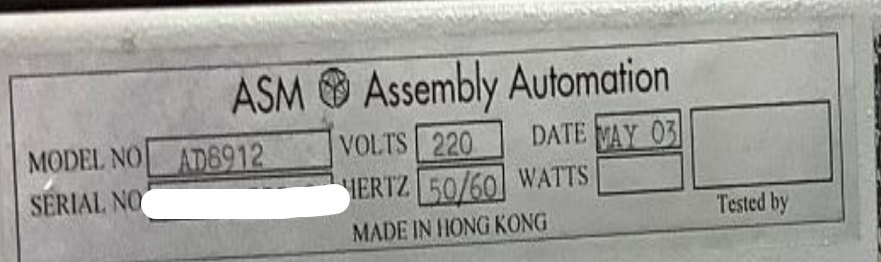 ASM Assembly Automation
MODEL NO AD8912 VOLTS 220 DATE MAY 03
SERIAL NO HERTZ 50/60 WATTS
Tested by
MADE IN HONG KONG